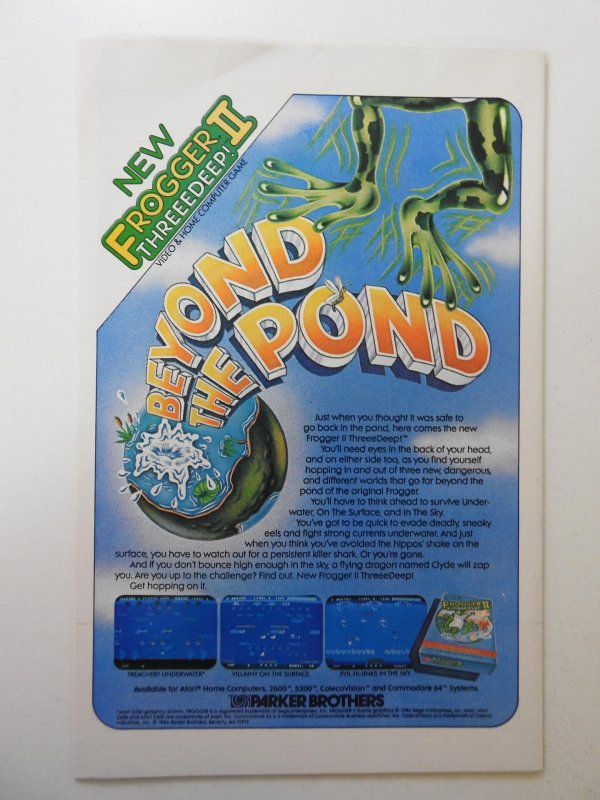 NEW
FROGGER II
THREEEDEEP!
VIDEO & HOME COMPUTER GAME
BEYOND
THE POND
Just when you thought it was safe to
go back in the pond, here comes the new
Frogger II ThreeeDeep!™
You'll need eyes in the back of your head,
and on either side too, as you find yourself
hopping in and out of three new, dangerous,
and different worlds that go far beyond the
pond of the original Frogger.
You'll have to survive Under-
water, On The Surface, and In The Sky.
You've got to be quick to evade deadly, sneaky
eels and fight strong currents underwater. And just
when you think you've avoided the hippos' shake on the
surface, you have to watch out for a persistent killer shark. Or you're gone.
And if you don't bounce high enough in the sky, a flying dragon named Clyde will zap
you. Are you up to the challenge? Find out. New Frogger II ThreeeDeep!
Get hopping on it.
FROGGER II
THREEEDEEP!
TREACHERY UNDERWATER*
VILLAINY ON THE SURFACE.
EVIL HI-JINKS IN THE SKY.
Available for Atari® Home Computers, 2600™, 5200™, ColecoVision™ and Commodore 64™ Systems.
PARKER BROTHERS